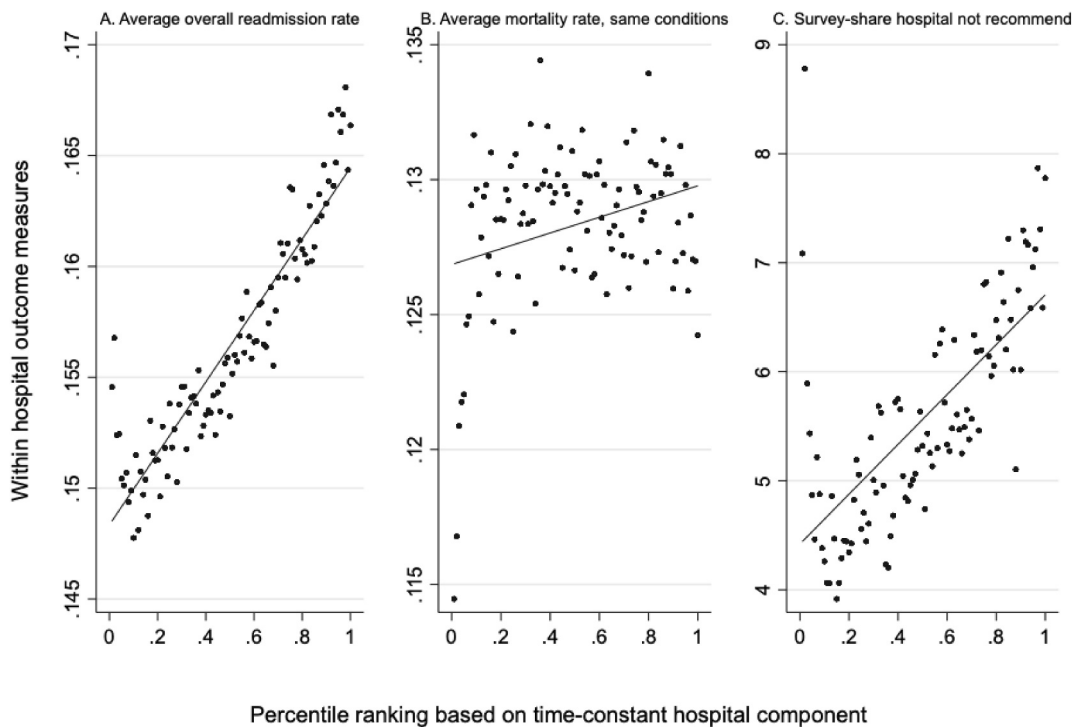 A. Average overall readmission rate
B. Average mortality rate, same conditions
C. Survey-share hospital not recommend
Within hospital outcome measures
.17
.165
.16
.155
.15
.145
0 .2 .4 .6 .8 1
.135
.13
.125
.12
.115
0 .2 .4 .6 .8 1
9
8
7
6
5
4
0 .2 .4 .6 .8 1
Percentile ranking based on time-constant hospital component